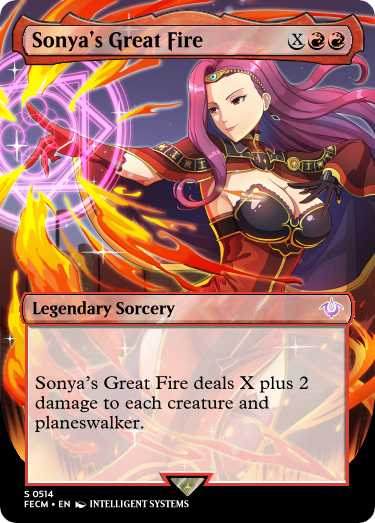 Sonya's Great Fire X
Legendary Sorcery
Sonya's Great Fire deals X plus 2
damage to each creature and
planeswalker.
S 0514
FECM • EN INTELLIGENT SYSTEMS